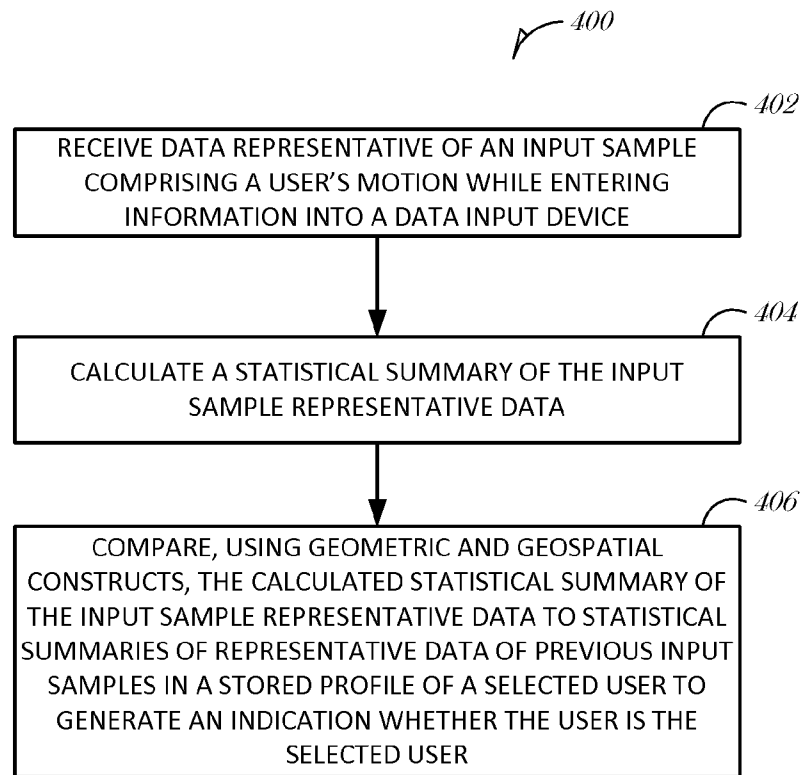 400
402
RECEIVE DATA REPRESENTATIVE OF AN INPUT SAMPLE
COMPRISING A USER'S MOTION WHILE ENTERING
INFORMATION INTO A DATA INPUT DEVICE
404
CALCULATE A STATISTICAL SUMMARY OF THE INPUT
SAMPLE REPRESENTATIVE DATA
406
COMPARE, USING GEOMETRIC AND GEOSPATIAL
CONSTRUCTS, THE CALCULATED STATISTICAL SUMMARY OF
THE INPUT SAMPLE REPRESENTATIVE DATA TO STATISTICAL
SUMMARIES OF REPRESENTATIVE DATA OF PREVIOUS INPUT
SAMPLES IN A STORED PROFILE OF A SELECTED USER TO
GENERATE AN INDICATION WHETHER THE USER IS THE
SELECTED USER